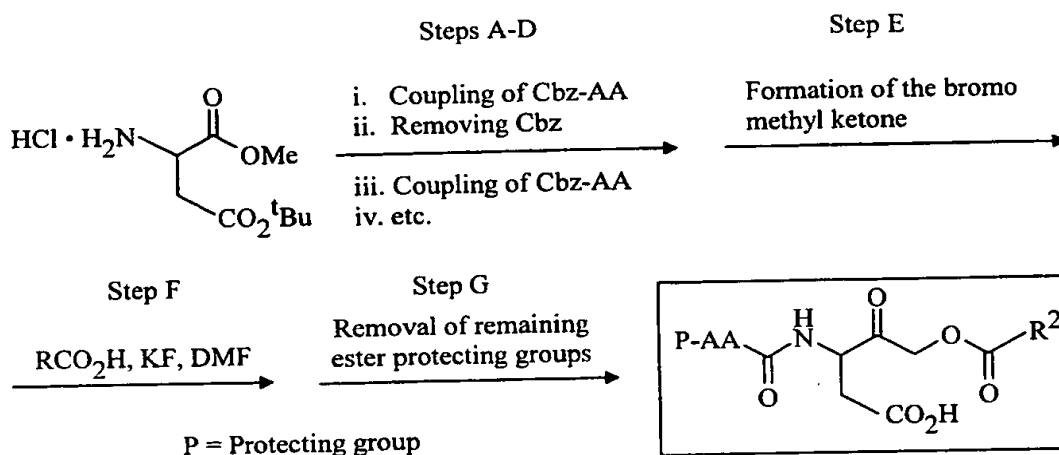 Steps A-D
Step E
i. Coupling of Cbz-AA
ii. Removing Cbz
iii. Coupling of Cbz-AA
iv. etc.
Formation of the bromo
methyl ketone
HCl · H₂N
O
OMe
CO₂ᵗBu
Step F
Step G
RCO₂H, KF, DMF
Removal of remaining
ester protecting groups
P-AA
O
H
N
O
CO₂H
O
O
R²
P = Protecting group